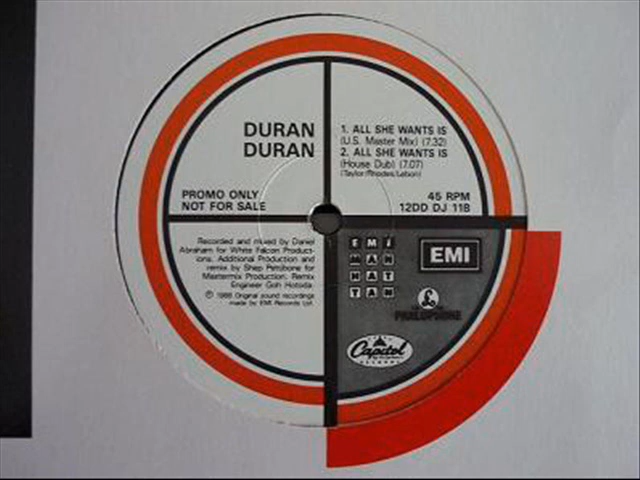 DURAN
DURAN
1. ALL SHE WANTS IS
(U.S. Master Mix) (7.32)
2. ALL SHE WANTS IS
(House Dub) (7.07)
(Taylor/Rhodes/Lebon)
PROMO ONLY
NOT FOR SALE
45 RPM
12DD DJ 11B
Recorded and mixed by Daniel
Abraham for White Falcon Product-
ions. Additional Production and
remix by Shep Pettibone for
Mastermix Production. Remix
Engineer Goh Hotoda.
℗ 1988 Original sound recordings
made by EMI Records Ltd.
EMI
MAN
HAT
TAN
EMI
PARLOPHONE
Capitol
RECORDS